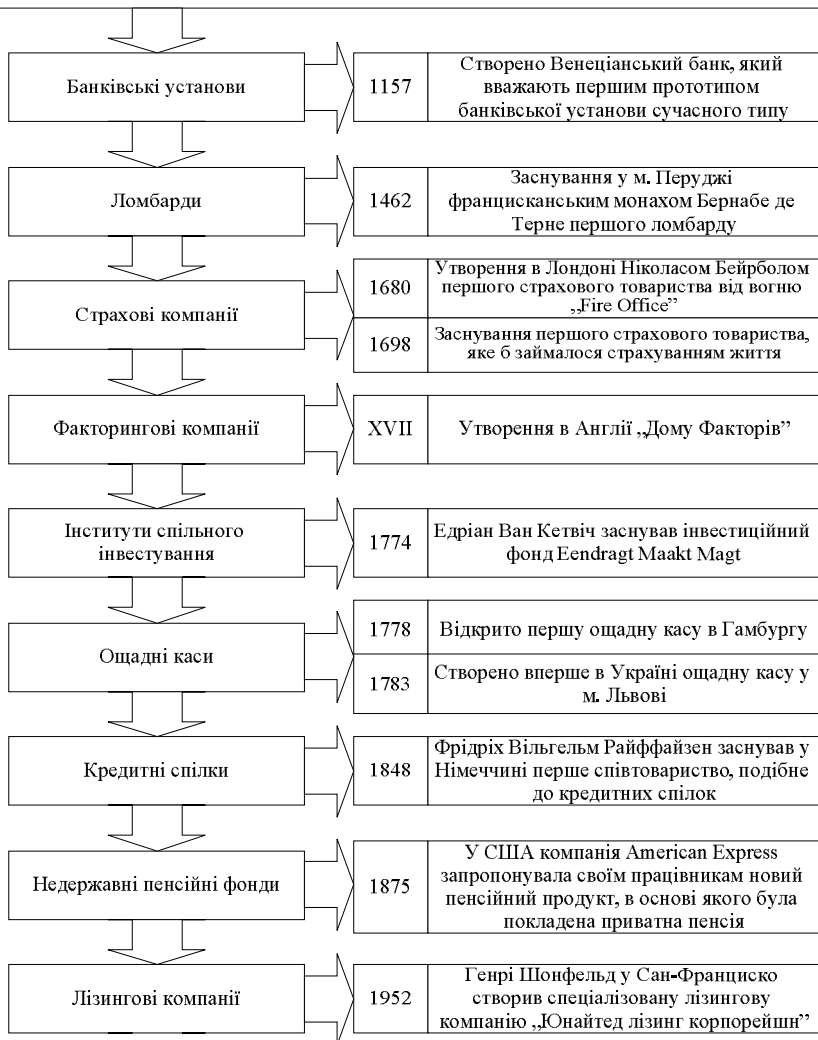 Банківські установи
1157
Створено Венеціанський банк, який
вважають першим прототипом
банківської установи сучасного типу
Ломбарди
1462
Заснування у м. Перуджі
францисканським монахом Бернабе де
Терне першого ломбарду
Страхові компанії
1680
Утворення в Лондоні Ніколасом Бейрболом
першого страхового товариства від вогню
„Fire Office”
1698
Заснування першого страхового товариства,
яке б займалося страхуванням життя
Факторингові компанії
XVII
Утворення в Англії „Дому Факторів”
Інститути спільного
інвестування
1774
Едріан Ван Кетвіч заснував інвестиційний
фонд Eendragt Maakt Magt
Ощадні каси
1778
Відкрито першу ощадну касу в Гамбургу
1783
Створено вперше в Україні ощадну касу у
м. Львові
Кредитні спілки
1848
Фрідріх Вільгельм Райффайзен заснував у
Німеччині перше співтовариство, подібне
до кредитних спілок
Недержавні пенсійні фонди
1875
У США компанія American Express
запропонувала своїм працівникам новий
пенсійний продукт, в основі якого була
покладена приватна пенсія
Лізингові компанії
1952
Генрі Шонфельд у Сан-Франциско
створив спеціалізовану лізингову
компанію „Юнайтед лізинг корпорейшн”